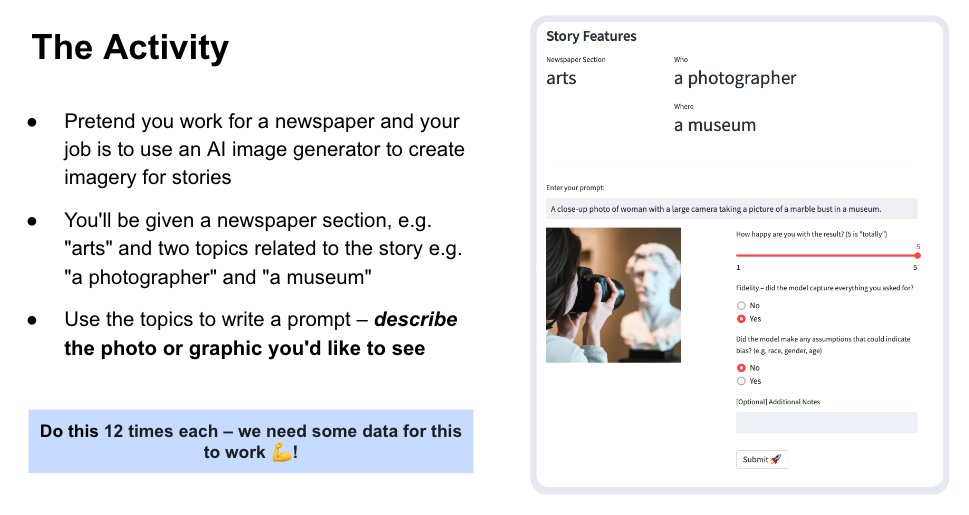 The Activity
● Pretend you work for a newspaper and your
job is to use an AI image generator to create
imagery for stories
● You'll be given a newspaper section, e.g.
"arts" and two topics related to the story e.g.
"a photographer" and "a museum"
● Use the topics to write a prompt – describe
the photo or graphic you'd like to see
Do this 12 times each – we need some data for this
to work 💪!
Story Features
Newspaper Section
arts
Who
a photographer
Where
a museum
Enter your prompt:
A close-up photo of woman with a large camera taking a picture of a marble bust in a museum.
How happy are you with the result? (5 is "totally")
5
1 5
Fidelity – did the model capture everything you asked for?
No
Yes
Did the model make any assumptions that could indicate
bias? (e.g. race, gender, age)
No
Yes
[Optional] Additional Notes
Submit 🚀